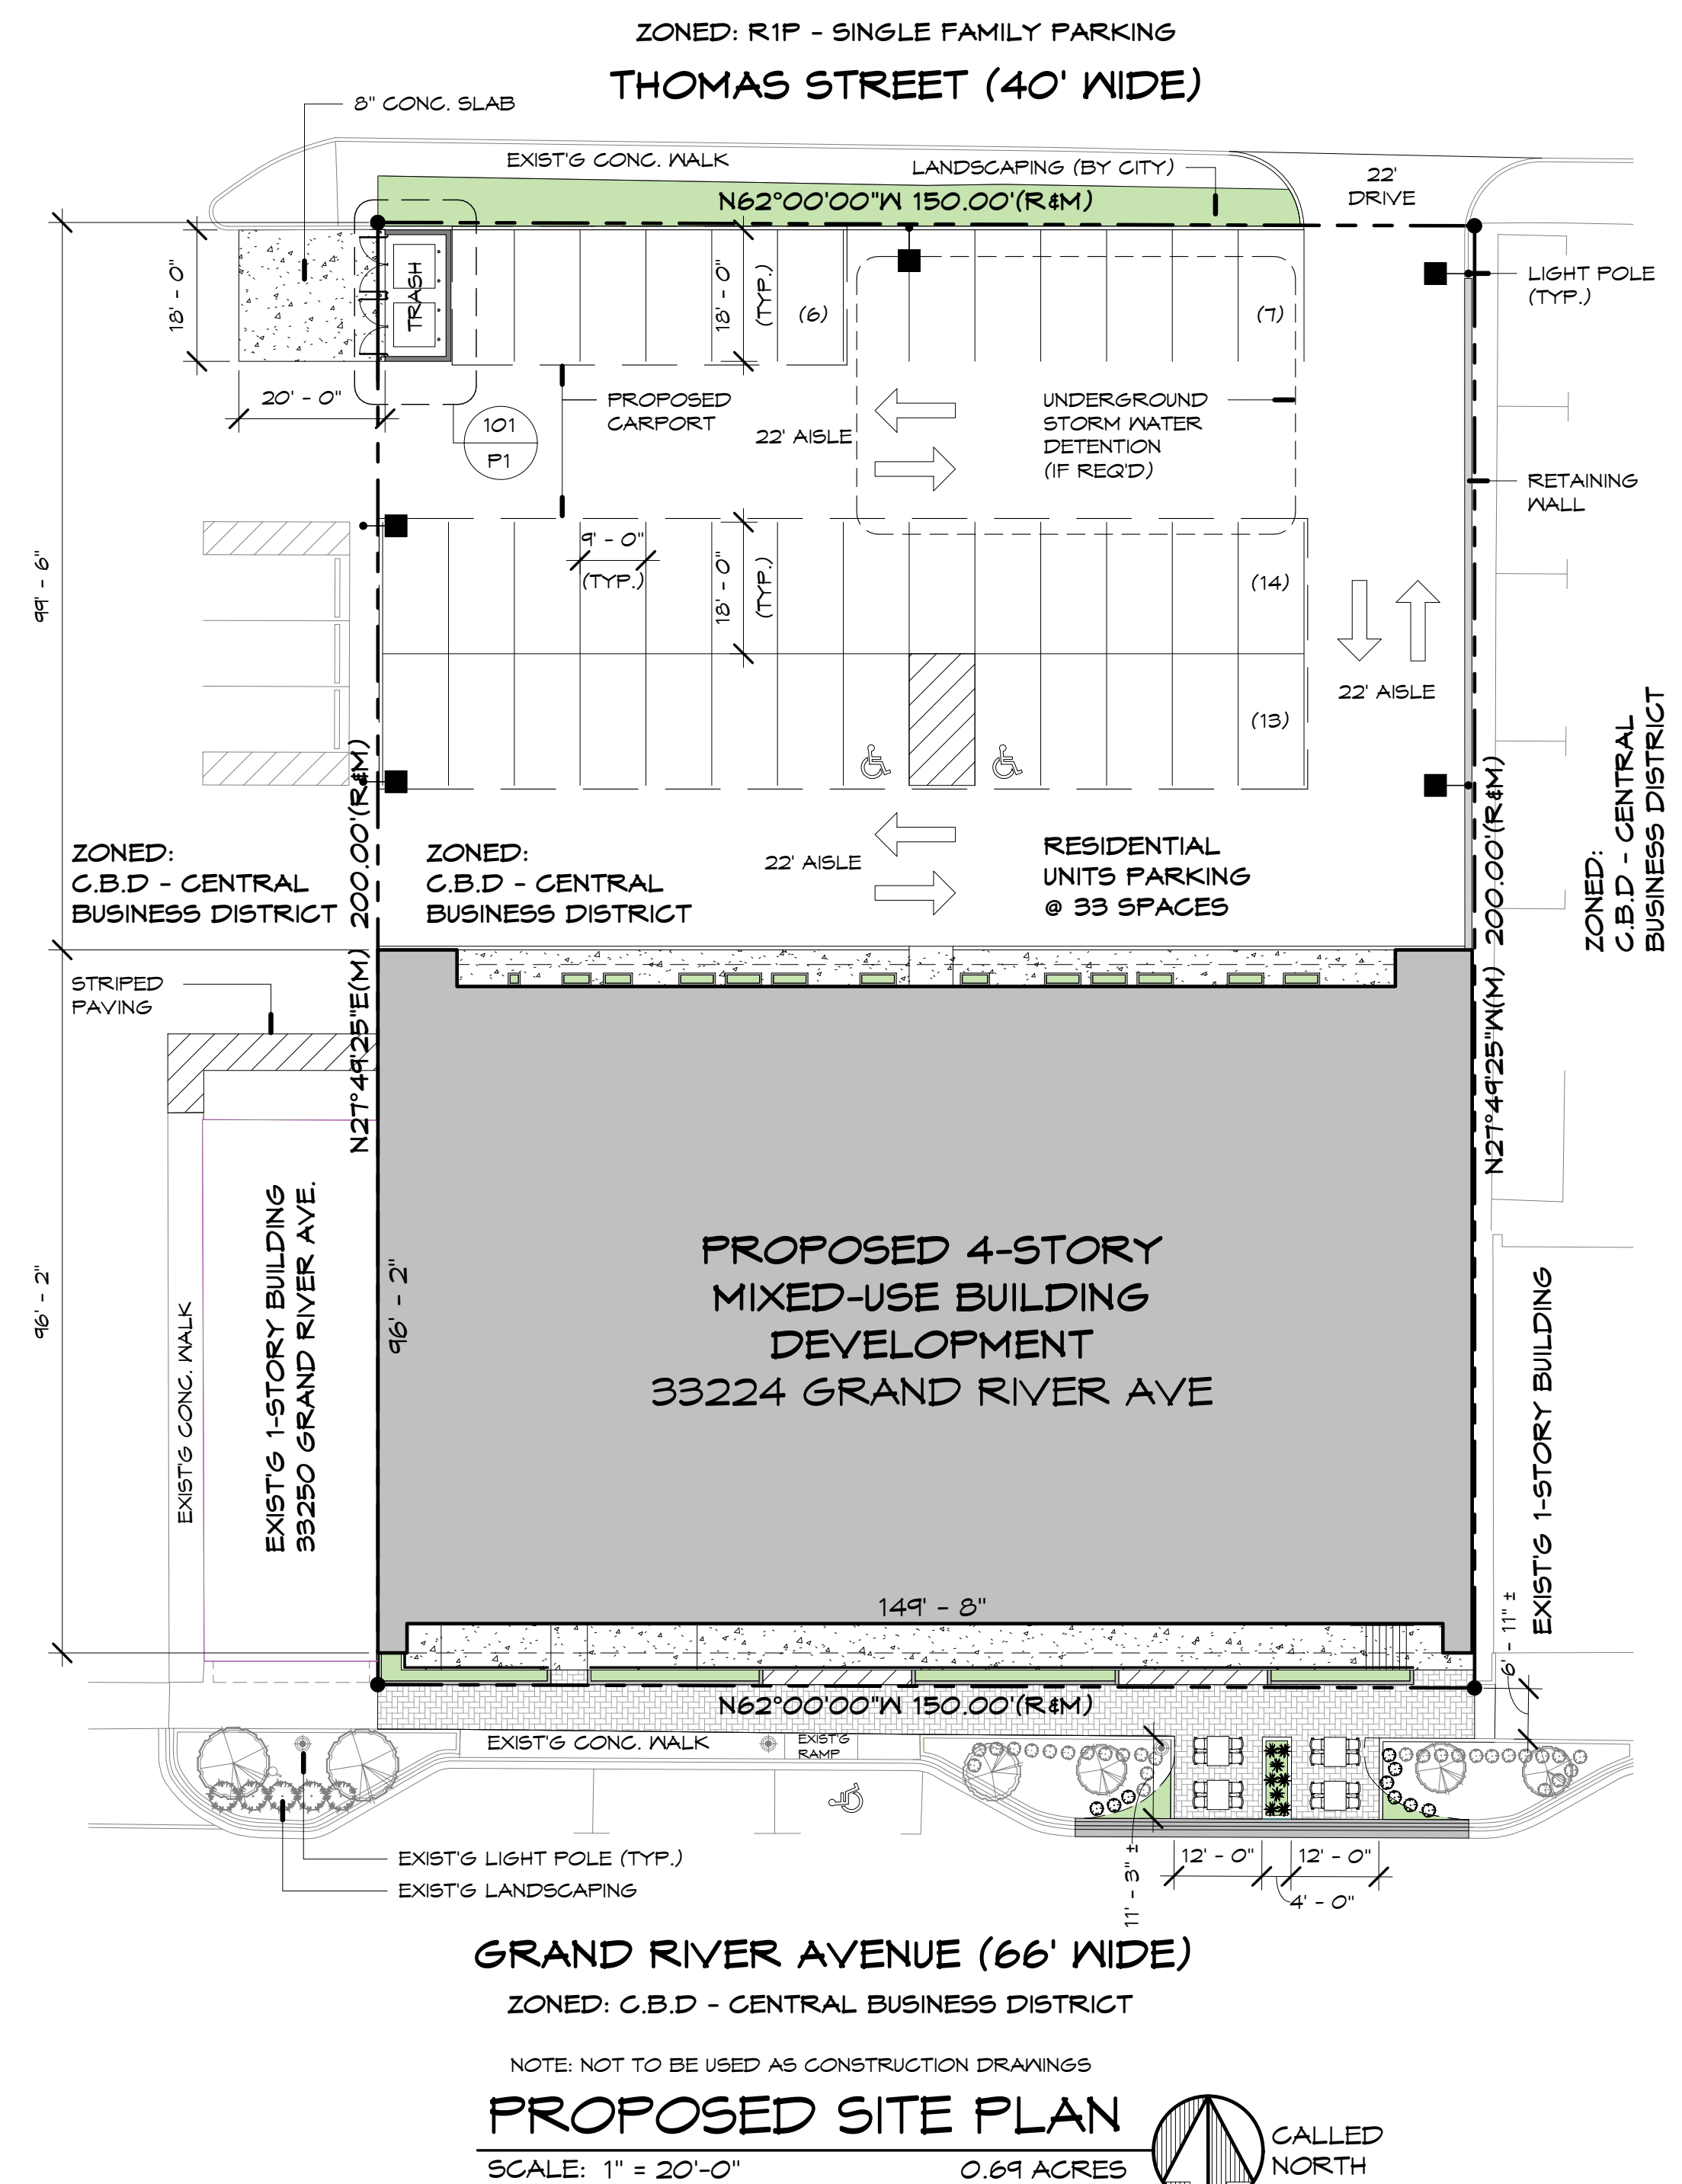 ZONED: R1P - SINGLE FAMILY PARKING
THOMAS STREET (40' WIDE)
8" CONC. SLAB
EXIST'G CONC. WALK
LANDSCAPING (BY CITY)
22'
DRIVE
N62°00'00"W 150.00'(R&M)
18' - 0"
TRASH
18' - 0"
(TYP.)
(6)
(7)
LIGHT POLE
(TYP.)
20' - 0"
101
P1
PROPOSED
CARPORT
22' AISLE
UNDERGROUND
STORM WATER
DETENTION
(IF REQ'D)
RETAINING
WALL
99' - 6"
9' - 0"
(TYP.)
18' - 0"
(TYP.)
(14)
(13)
22' AISLE
ZONED:
C.B.D - CENTRAL
BUSINESS DISTRICT
ZONED:
C.B.D - CENTRAL
BUSINESS DISTRICT
N27°49'25"E(M) 200.00'(R&M)
ZONED:
C.B.D - CENTRAL
BUSINESS DISTRICT
22' AISLE
RESIDENTIAL
UNITS PARKING
@ 33 SPACES
N27°49'25"W(M) 200.00'(R&M)
STRIPED
PAVING
96' - 2"
EXIST'G CONC. WALK
EXIST'G 1-STORY BUILDING
33250 GRAND RIVER AVE.
96' - 2"
PROPOSED 4-STORY
MIXED-USE BUILDING
DEVELOPMENT
33224 GRAND RIVER AVE
EXIST'G 1-STORY BUILDING
149' - 8"
6' - 11" ±
N62°00'00"W 150.00'(R&M)
EXIST'G CONC. WALK
EXIST'G
RAMP
EXIST'G LIGHT POLE (TYP.)
EXIST'G LANDSCAPING
11' - 3" ±
12' - 0"
12' - 0"
4' - 0"
GRAND RIVER AVENUE (66' WIDE)
ZONED: C.B.D - CENTRAL BUSINESS DISTRICT
NOTE: NOT TO BE USED AS CONSTRUCTION DRAWINGS
PROPOSED SITE PLAN
SCALE: 1" = 20'-0"
0.69 ACRES
CALLED
NORTH